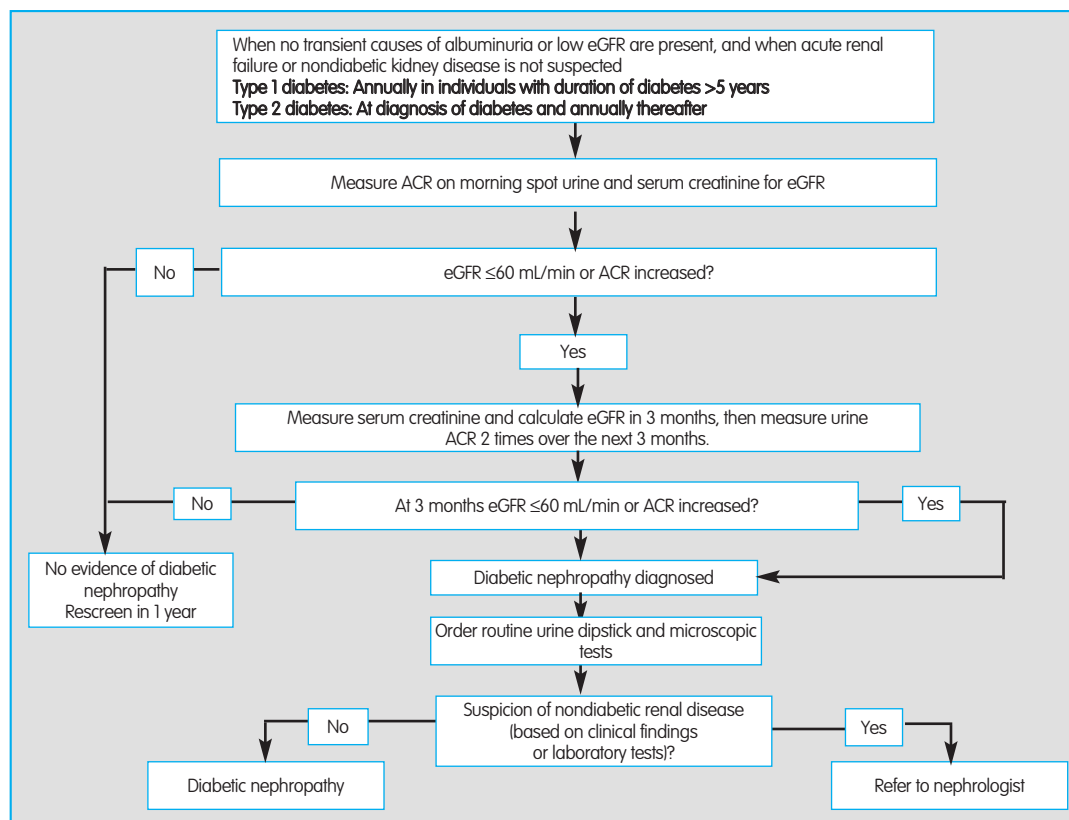 When no transient causes of albuminuria or low eGFR are present, and when acute renal
failure or nondiabetic kidney disease is not suspected
Type 1 diabetes: Annually in individuals with duration of diabetes >5 years
Type 2 diabetes: At diagnosis of diabetes and annually thereafter
Measure ACR on morning spot urine and serum creatinine for eGFR
No
eGFR ≤60 mL/min or ACR increased?
Yes
Measure serum creatinine and calculate eGFR in 3 months, then measure urine
ACR 2 times over the next 3 months.
No
At 3 months eGFR ≤60 mL/min or ACR increased?
Yes
No evidence of diabetic
nephropathy
Rescreen in 1 year
Diabetic nephropathy diagnosed
Order routine urine dipstick and microscopic
tests
No
Suspicion of nondiabetic renal disease
(based on clinical findings
or laboratory tests)?
Yes
Diabetic nephropathy
Refer to nephrologist